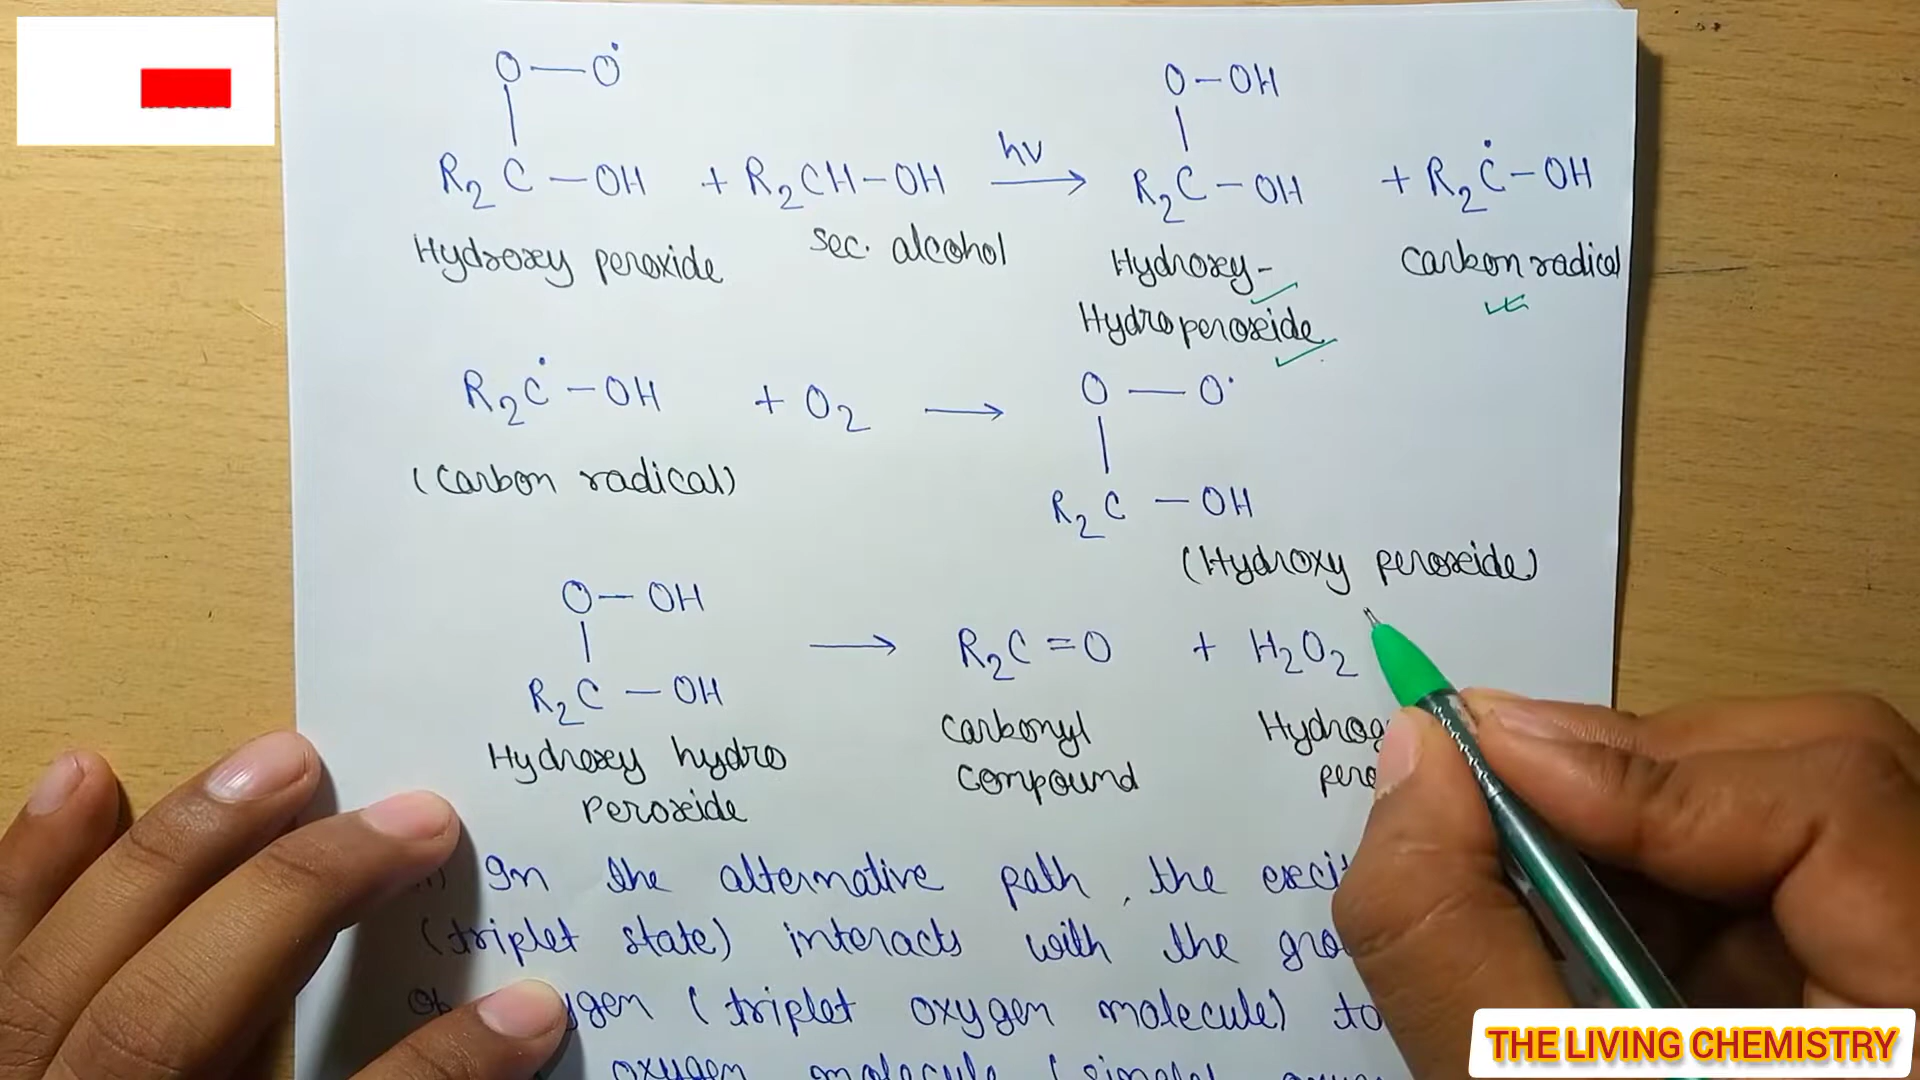 O — O·
|
R₂C — OH + R₂CH–OH hν → R₂C – OH + R₂Ċ – OH
O – OH
|
Hydroxy peroxide
sec. alcohol
Hydroxy-
Hydroperoxide
Carbon radical
R₂Ċ – OH + O₂ →
O — O·
|
R₂C – OH
(Carbon radical)
(Hydroxy peroxide)
O – OH
|
R₂C – OH → R₂C = O + H₂O₂
Hydroxy hydro
peroxide
Carbonyl
compound
In the alternative path, the
(triplet state) interacts with the
(triplet oxygen molecule) to
oxygen molecule
THE LIVING CHEMISTRY